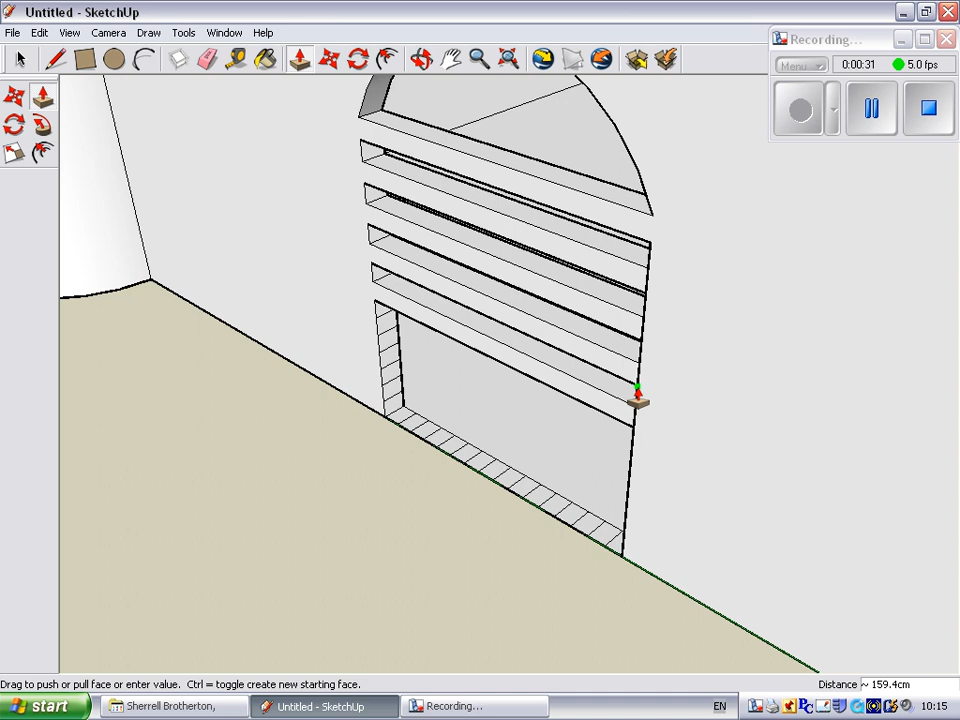 Untitled - SketchUp
File Edit View Camera Draw Tools Window Help
Recording...
Menu 0:00:31 5.0 fps
Drag to push or pull face or enter value. Ctrl = toggle create new starting face. Distance ~ 159.4cm
start Sherrell Brotherton, Untitled - SketchUp Recording... EN 10:15